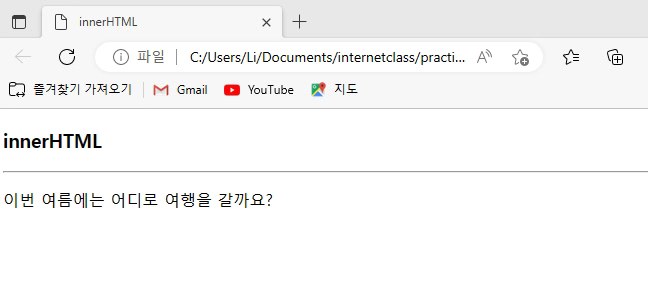 innerHTML
파일 C:/Users/Li/Documents/internetclass/practi...
즐겨찾기 가져오기 Gmail YouTube 지도
innerHTML
이번 여름에는 어디로 여행을 갈까요?